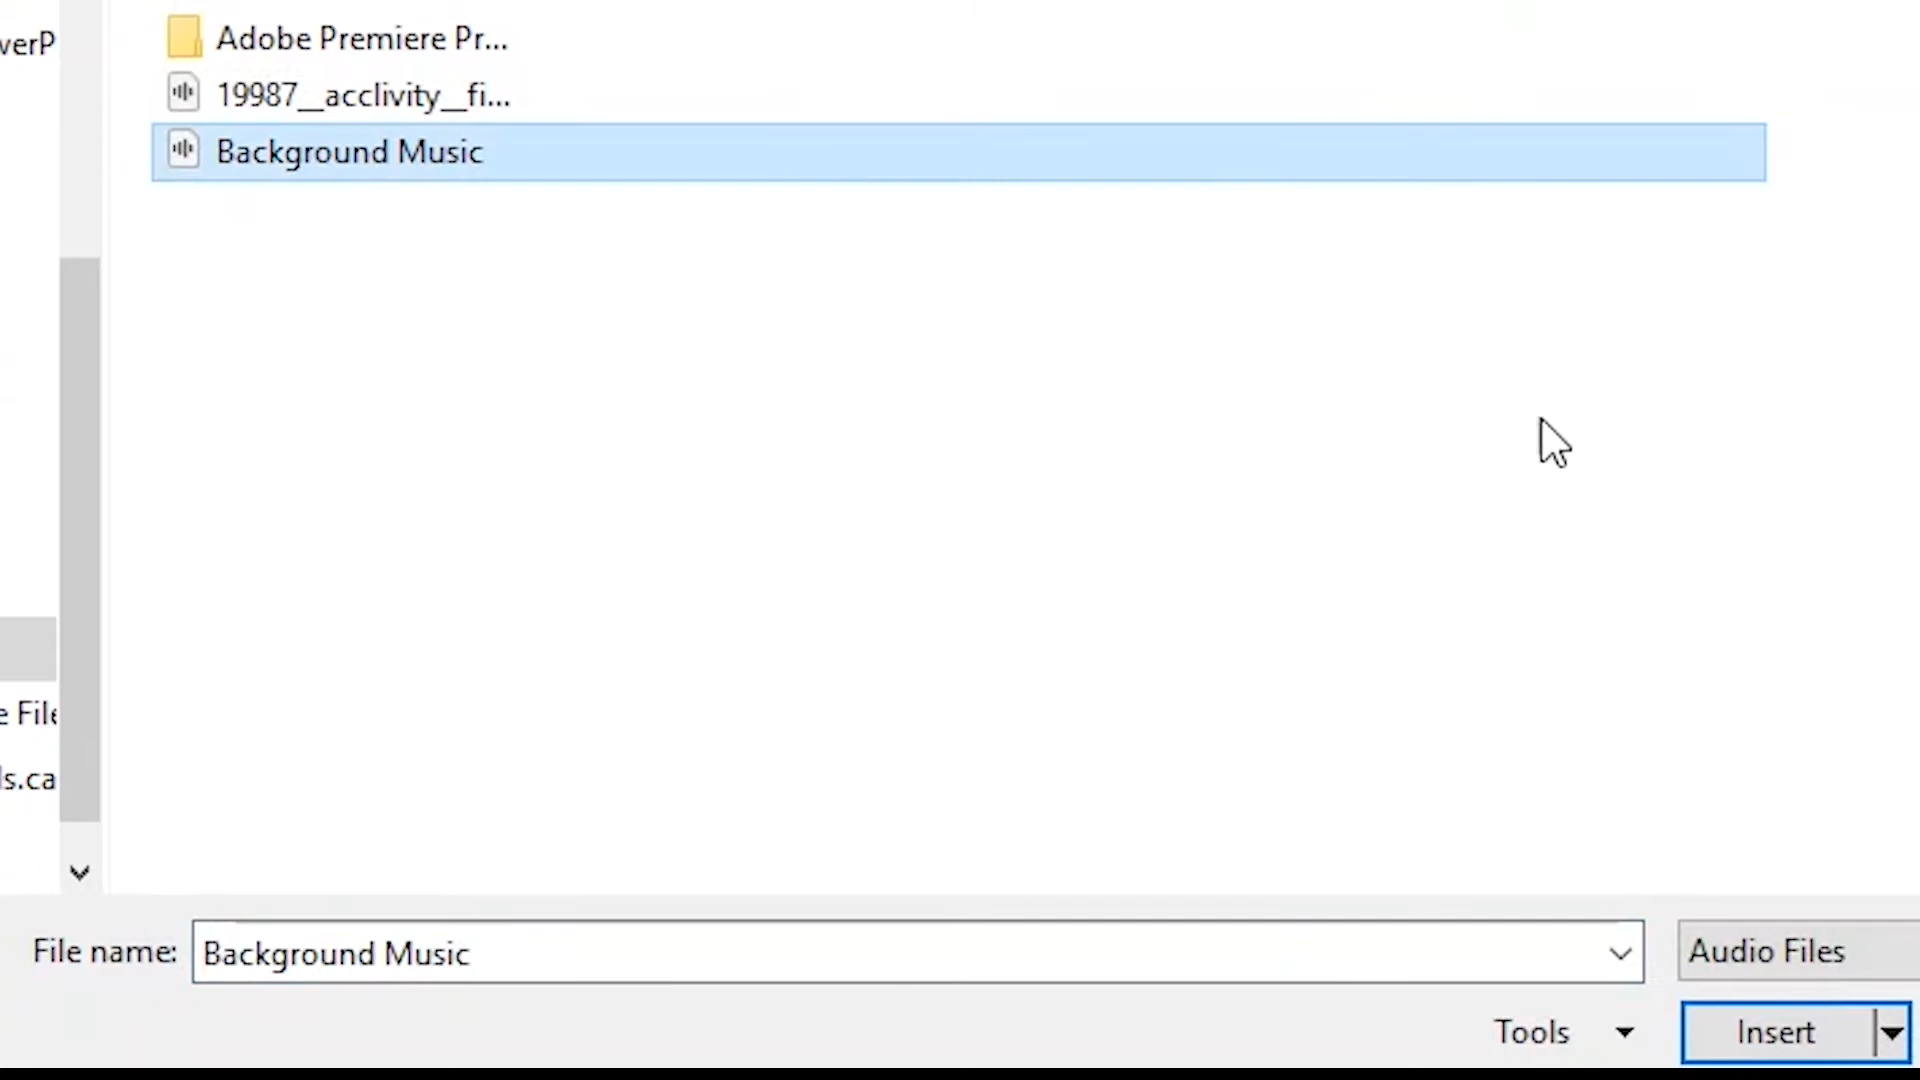 verP
Adobe Premiere Pr...
19987__acclivity__fi...
Background Music
e File
ls.ca
File name: Background Music Audio Files
Tools Insert